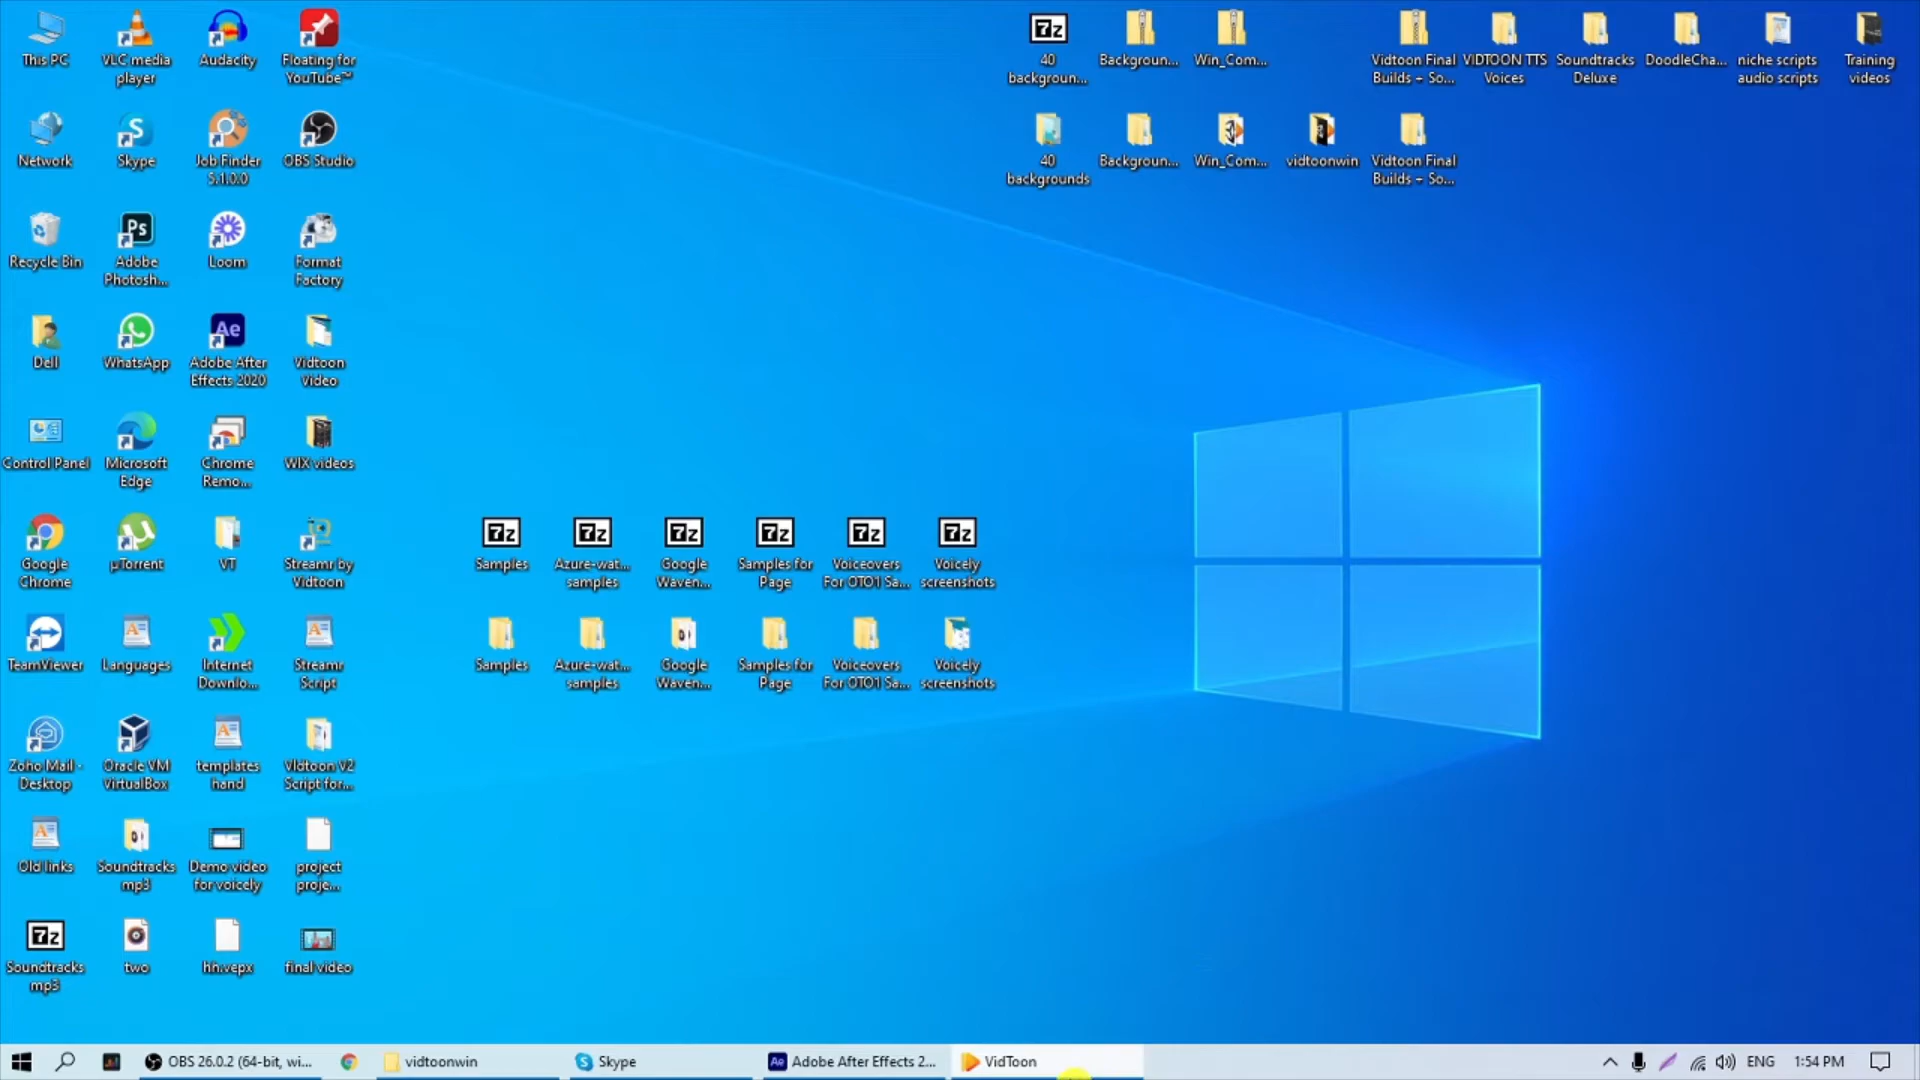 This PC
VLC media
player
Audacity
Floating for
YouTube™
Network
Skype
Job Finder
5.1.0.0
OBS Studio
Recycle Bin
Adobe
Photosh...
Loom
Format
Factory
Dell
WhatsApp
Adobe After
Effects 2020
Vidtoon
Video
Control Panel
Microsoft
Edge
Chrome
Remo...
WIX videos
Google
Chrome
µTorrent
VT
Streamr by
Vidtoon
TeamViewer
Languages
Internet
Downlo...
Streamr
Script
Zoho Mail -
Desktop
Oracle VM
VirtualBox
templates
hand
Vidtoon V2
Script for...
Old links
Soundtracks
mp3
Demo video
for voicely
project
proje...
Soundtracks
mp3
two
hh.vepx
final video
Samples
Azure-wat...
samples
Google
Waven...
Samples for
Page
Voiceovers
For OTO1 Sa...
Voicely
screenshots
Samples
Azure-wat...
samples
Google
Waven...
Samples for
Page
Voiceovers
For OTO1 Sa...
Voicely
screenshots
40
backgroun...
Backgroun...
Win_Com...
Vidtoon Final
Builds + So...
VIDTOON TTS
Voices
Soundtracks
Deluxe
DoodleCha...
niche scripts
audio scripts
Training
videos
40
backgrounds
Backgroun...
Win_Com...
vidtoonwin
Vidtoon Final
Builds + So...
OBS 26.0.2 (64-bit, wi...
vidtoonwin
Skype
Adobe After Effects 2...
VidToon
ENG
1:54 PM